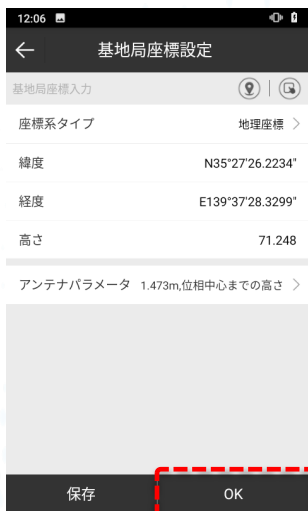 12:06
基地局座標設定
基地局座標入力
座標系タイプ 地理座標
緯度 N35°27'26.2234"
経度 E139°37'28.3299"
高さ 71.248
アンテナパラメータ 1.473m,位相中心までの高さ
保存 OK